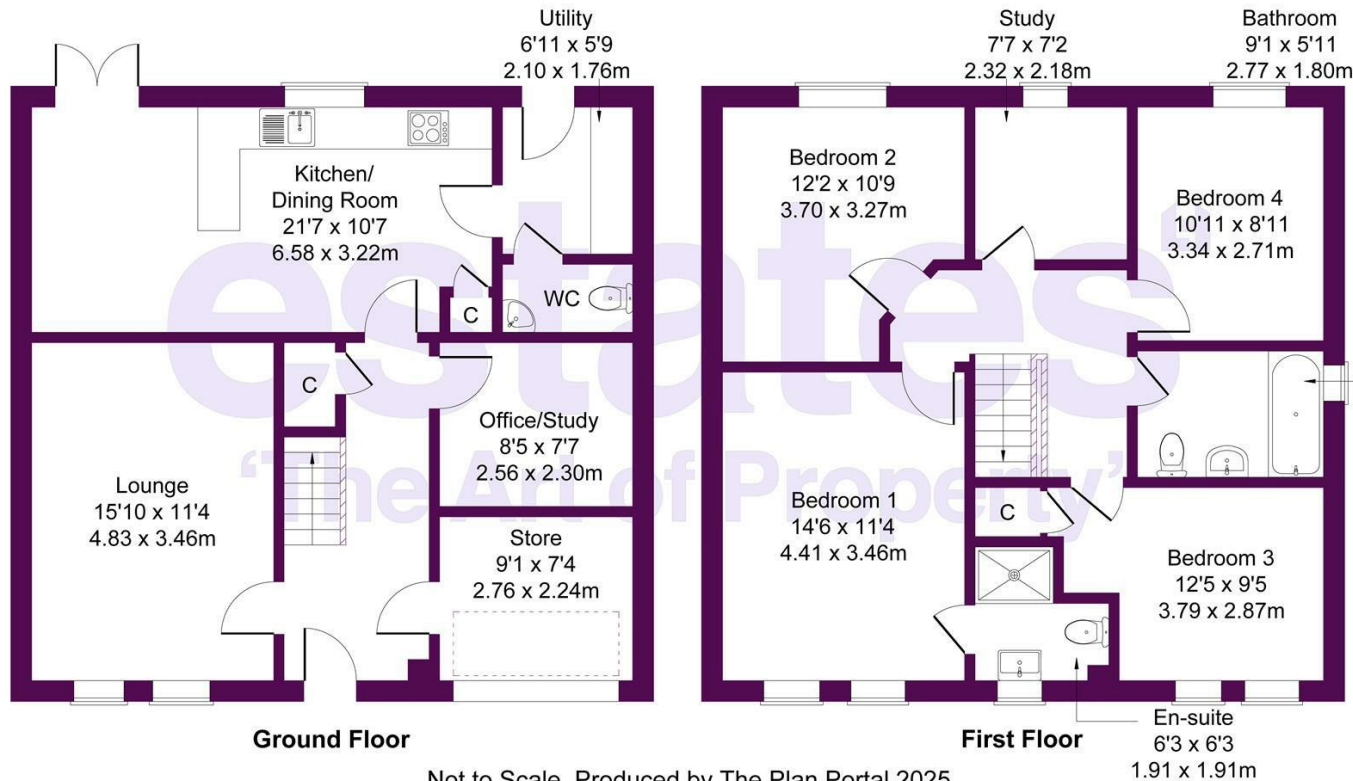 Utility
6'11 x 5'9
2.10 x 1.76m
Study
7'7 x 7'2
2.32 x 2.18m
Bathroom
9'1 x 5'11
2.77 x 1.80m
Kitchen/
Dining Room
21'7 x 10'7
6.58 x 3.22m
WC
C
C
Office/Study
8'5 x 7'7
2.56 x 2.30m
Lounge
15'10 x 11'4
4.83 x 3.46m
Store
9'1 x 7'4
2.76 x 2.24m
Bedroom 2
12'2 x 10'9
3.70 x 3.27m
Bedroom 4
10'11 x 8'11
3.34 x 2.71m
Bedroom 1
14'6 x 11'4
4.41 x 3.46m
C
Bedroom 3
12'5 x 9'5
3.79 x 2.87m
En-suite
6'3 x 6'3
1.91 x 1.91m
estates
‘The Art of Property’
Ground Floor
First Floor
Not to Scale. Produced by The Plan Portal 2025